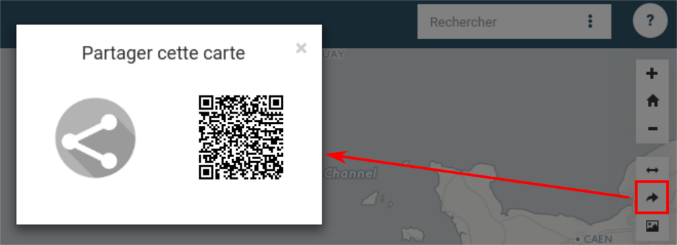 Rechercher
?
Partager cette carte
×
UAY
Channel
CAEN